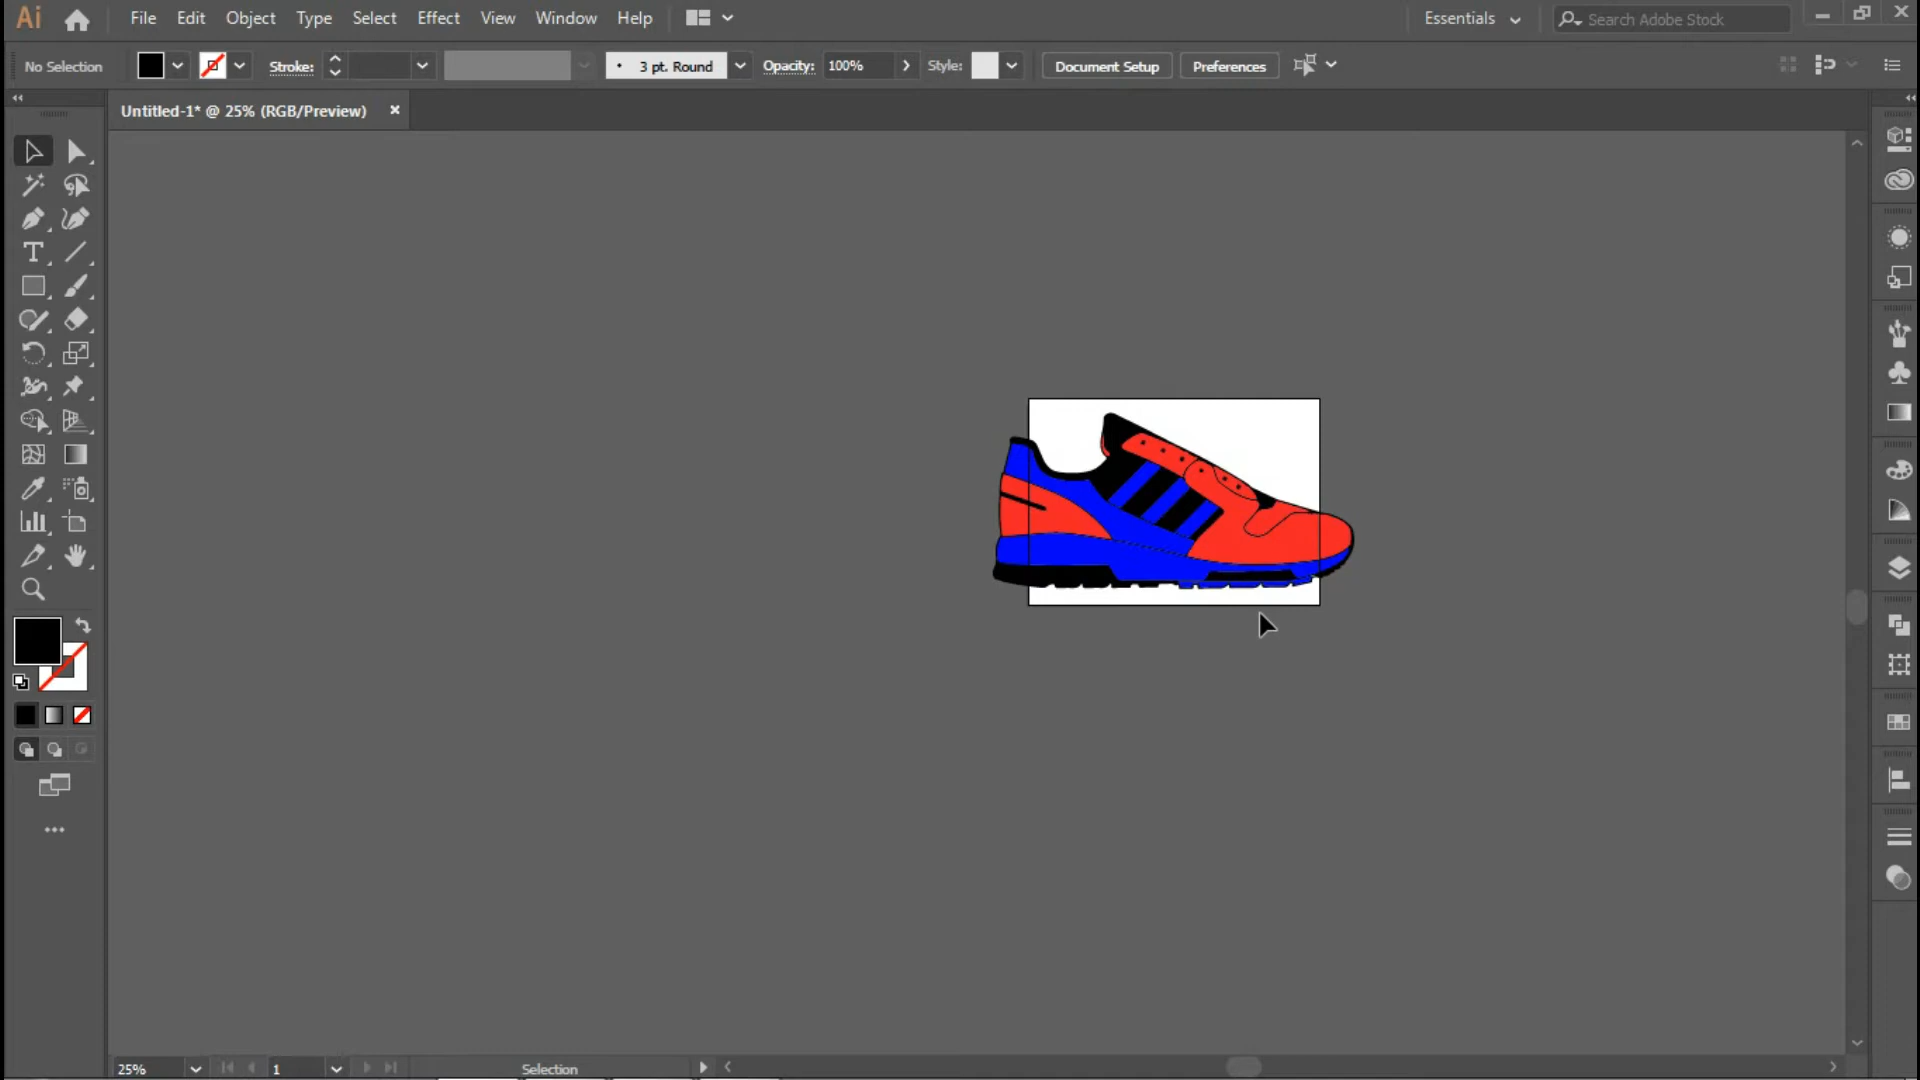 Ai File Edit Object Type Select Effect View Window Help Essentials Search Adobe Stock
No Selection Stroke: 3 pt. Round Opacity: 100% Style: Document Setup Preferences
Untitled-1* @ 25% (RGB/Preview)
25% 1 Selection